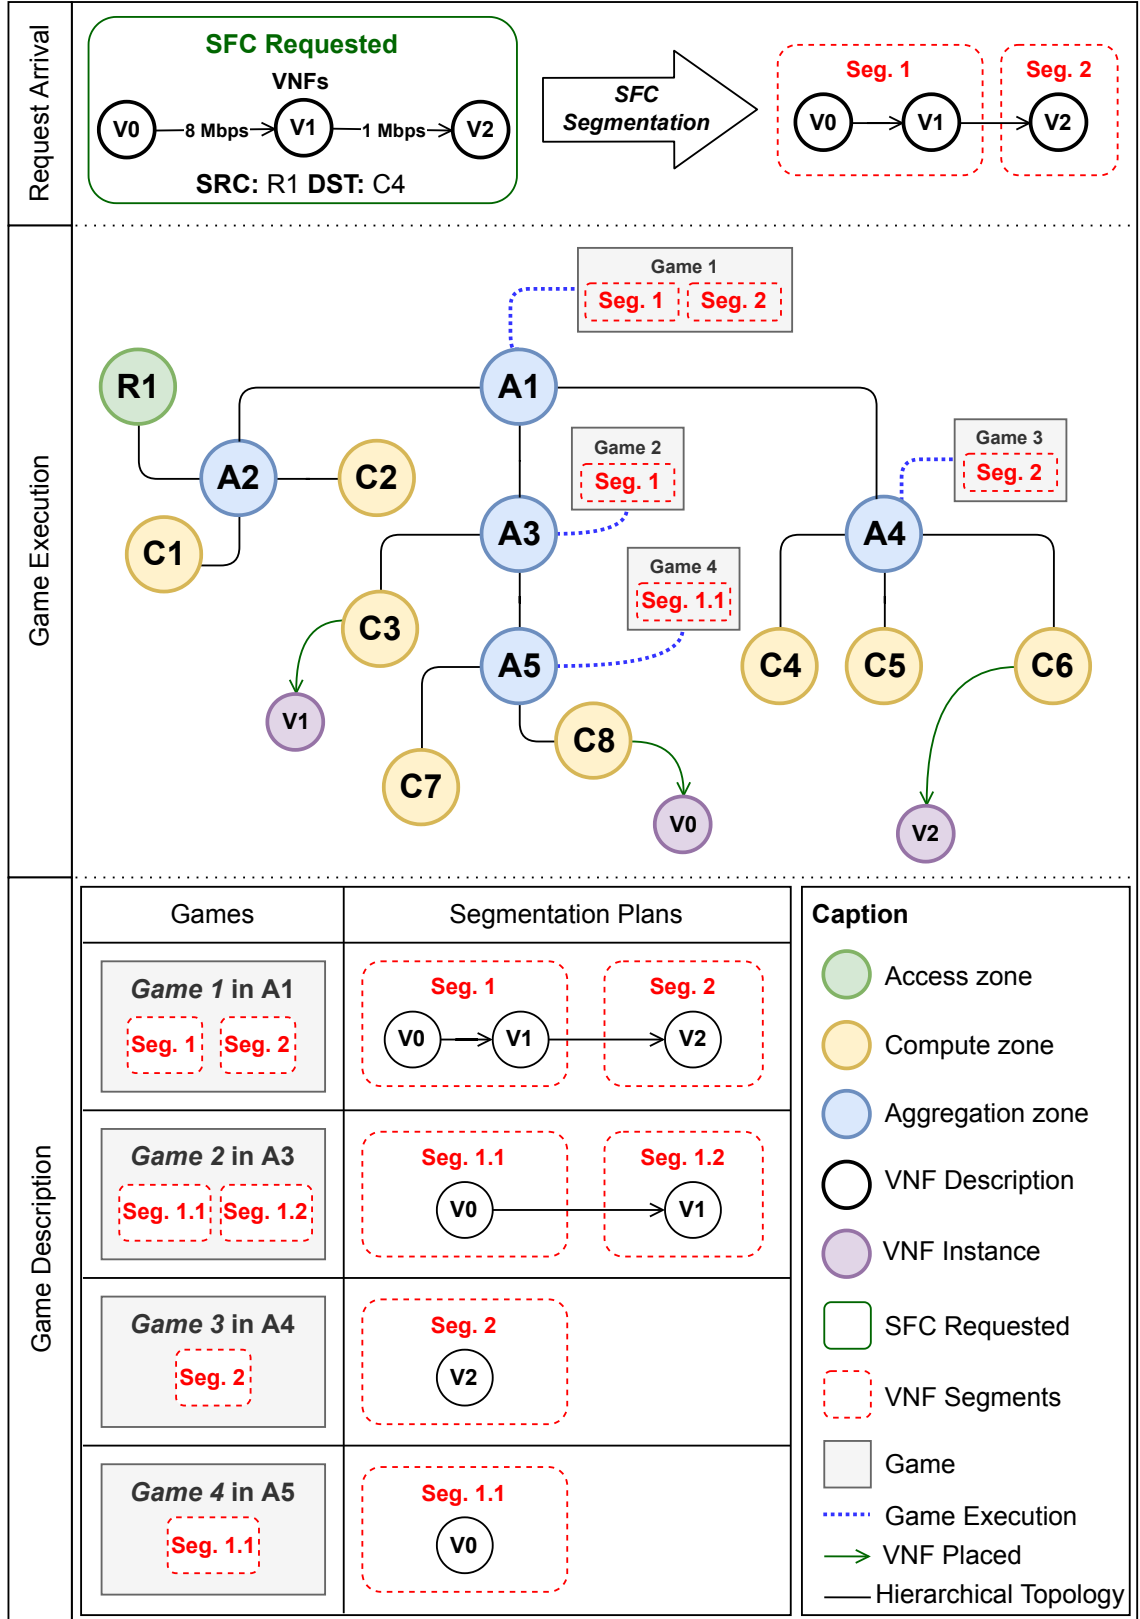 Request Arrival
SFC Requested
VNFs
V0
8 Mbps
V1
1 Mbps
V2
SRC: R1 DST: C4
SFC
Segmentation
Seg. 1
Seg. 2
V0
V1
V2
Game Execution
Game 1
Seg. 1
Seg. 2
R1
A1
A2
C2
C1
Game 2
Seg. 1
Game 3
Seg. 2
A3
A4
Game 4
Seg. 1.1
C3
A5
C4
C5
C6
V1
C7
C8
V0
V2
Game Description
Games
Segmentation Plans
Game 1 in A1
Seg. 1
Seg. 2
Seg. 1
Seg. 2
V0
V1
V2
Game 2 in A3
Seg. 1.1
Seg. 1.2
Seg. 1.1
Seg. 1.2
V0
V1
Game 3 in A4
Seg. 2
Seg. 2
V2
Game 4 in A5
Seg. 1.1
Seg. 1.1
V0
Caption
Access zone
Compute zone
Aggregation zone
VNF Description
VNF Instance
SFC Requested
VNF Segments
Game
Game Execution
VNF Placed
Hierarchical Topology